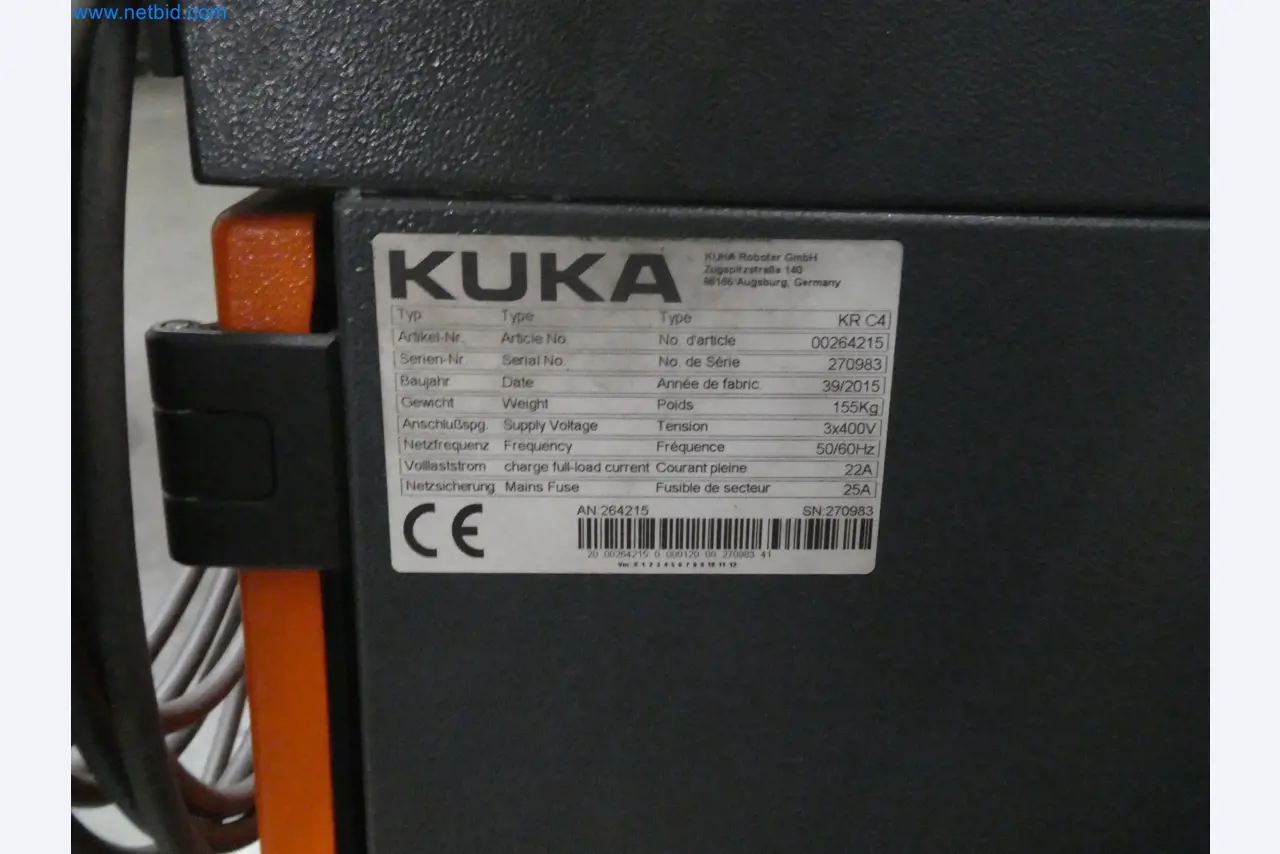 www.netbid.com
KUKA
KUKA Roboter GmbH
Zugspitzstraße 140
86165 Augsburg, Germany
Typ Type Type KR C4
Artikel-Nr. Article No. No. d'article 00264215
Serien-Nr Serial No. No. de Série 270983
Baujahr Date Année de fabric. 39/2015
Gewicht Weight Poids 155Kg
Anschlußspg. Supply Voltage Tension 3x400V
Netzfrequenz Frequency Fréquence 50/60Hz
Volllaststrom charge full-load current Courant pleine 22A
Netzsicherung Mains Fuse Fusible de secteur 25A
CE
AN:264215 SN:270983
20 00264215 0 000120 00 270983 41
Ver. 0 1 2 3 4 5 6 7 8 9 10 11 12